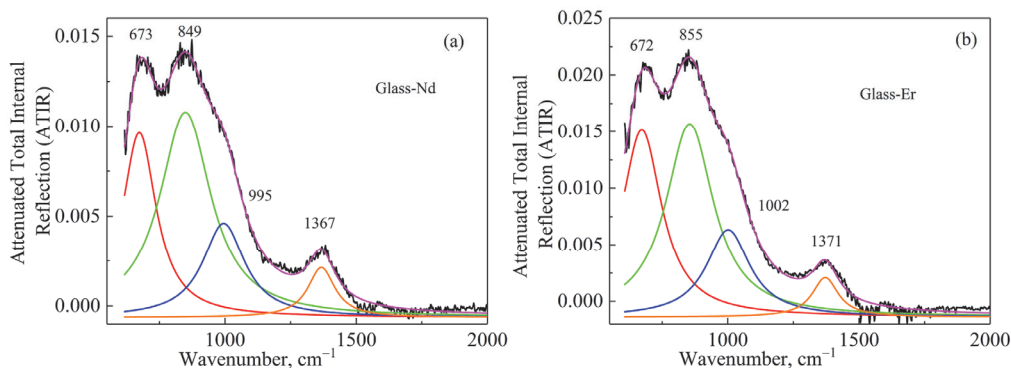 Attenuated Total Internal
Reflection (ATIR)
0.015
0.010
0.005
0.000
673
849
(a)
Glass-Nd
995
1367
1000
1500
2000
Wavenumber, cm⁻¹
Attenuated Total Internal
Reflection (ATIR)
0.025
0.020
0.015
0.010
0.005
0.000
672
855
(b)
Glass-Er
1002
1371
1000
1500
2000
Wavenumber, cm⁻¹